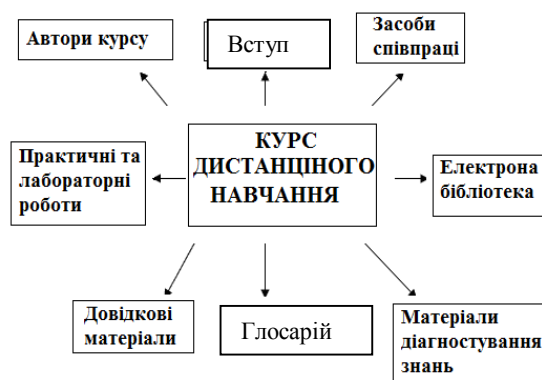 Автори курсу
Вступ
Засоби
співпраці
Практичні та
лабораторні
роботи
КУРС
ДИСТАНЦІНОГО
НАВЧАННЯ
Електрона
бібліотека
Довідкові
матеріали
Глосарій
Матеріали
діагностування
знань